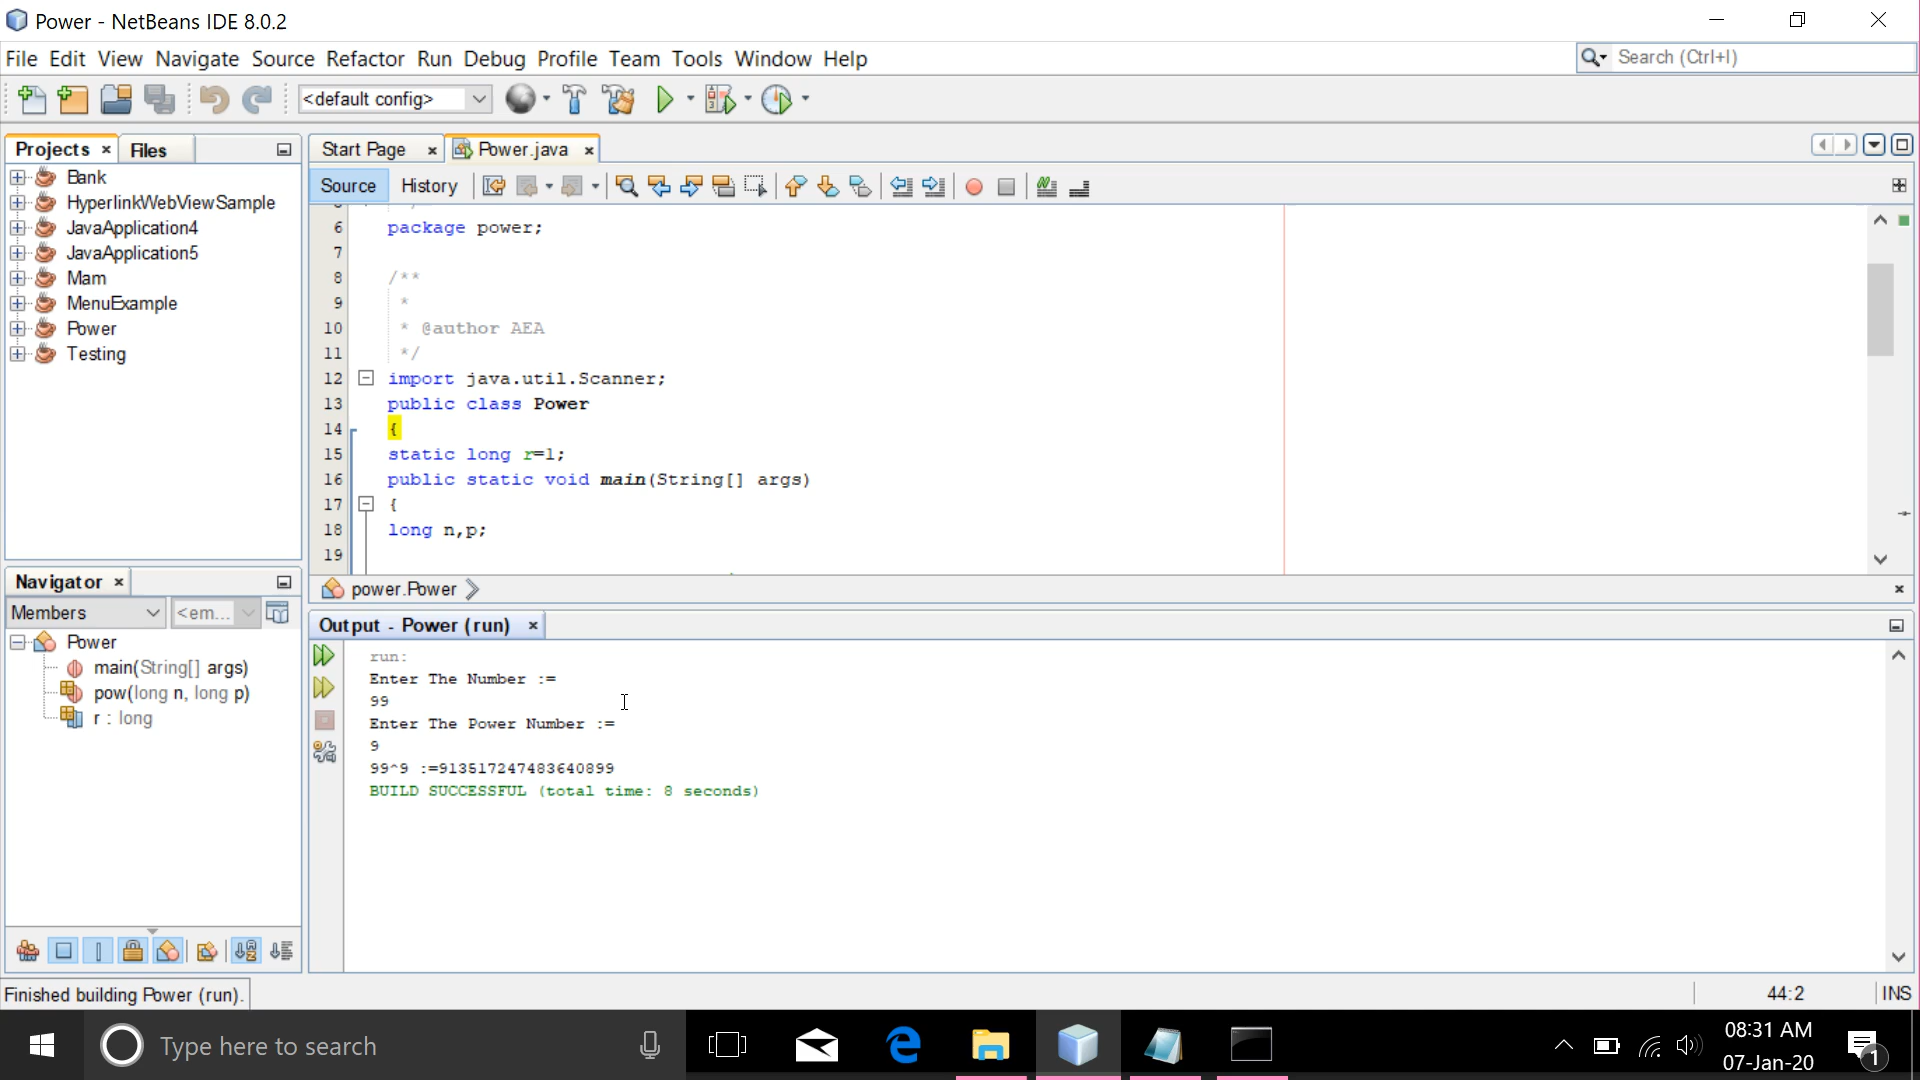 Power - NetBeans IDE 8.0.2
File Edit View Navigate Source Refactor Run Debug Profile Team Tools Window Help
Search (Ctrl+I)
<default config>
Projects
Files
Bank
HyperlinkWebViewSample
JavaApplication4
JavaApplication5
Mam
MenuExample
Power
Testing
Start Page
Power.java
Source
History
6 package power;
7
8 /**
9 *
10 * @author AEA
11 */
12 import java.util.Scanner;
13 public class Power
14 {
15 static long r=1;
16 public static void main(String[] args)
17 {
18 long n,p;
19
power.Power
Navigator
Members
<em...
Power
main(String[] args)
pow(long n, long p)
r : long
Output - Power (run)
run:
Enter The Number :=
99
Enter The Power Number :=
9
99^9 :=913517247483640899
BUILD SUCCESSFUL (total time: 8 seconds)
Finished building Power (run).
44:2
INS
Type here to search
08:31 AM
07-Jan-20
1